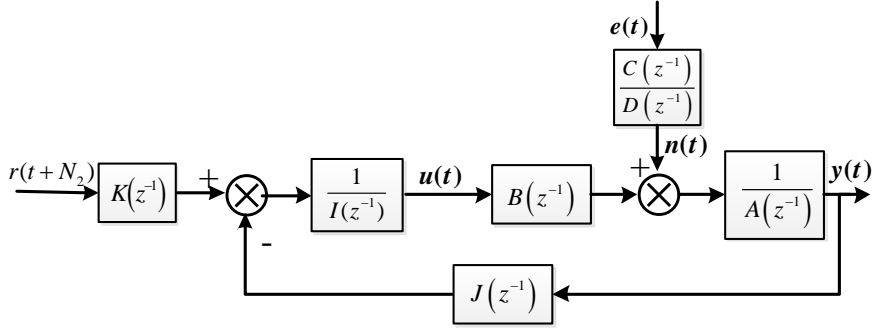 e(t)
C(z⁻¹)
D(z⁻¹)
n(t)
r(t + N₂)
K(z⁻¹)
+
1
I(z⁻¹)
u(t)
B(z⁻¹)
+
1
A(z⁻¹)
y(t)
-
J(z⁻¹)